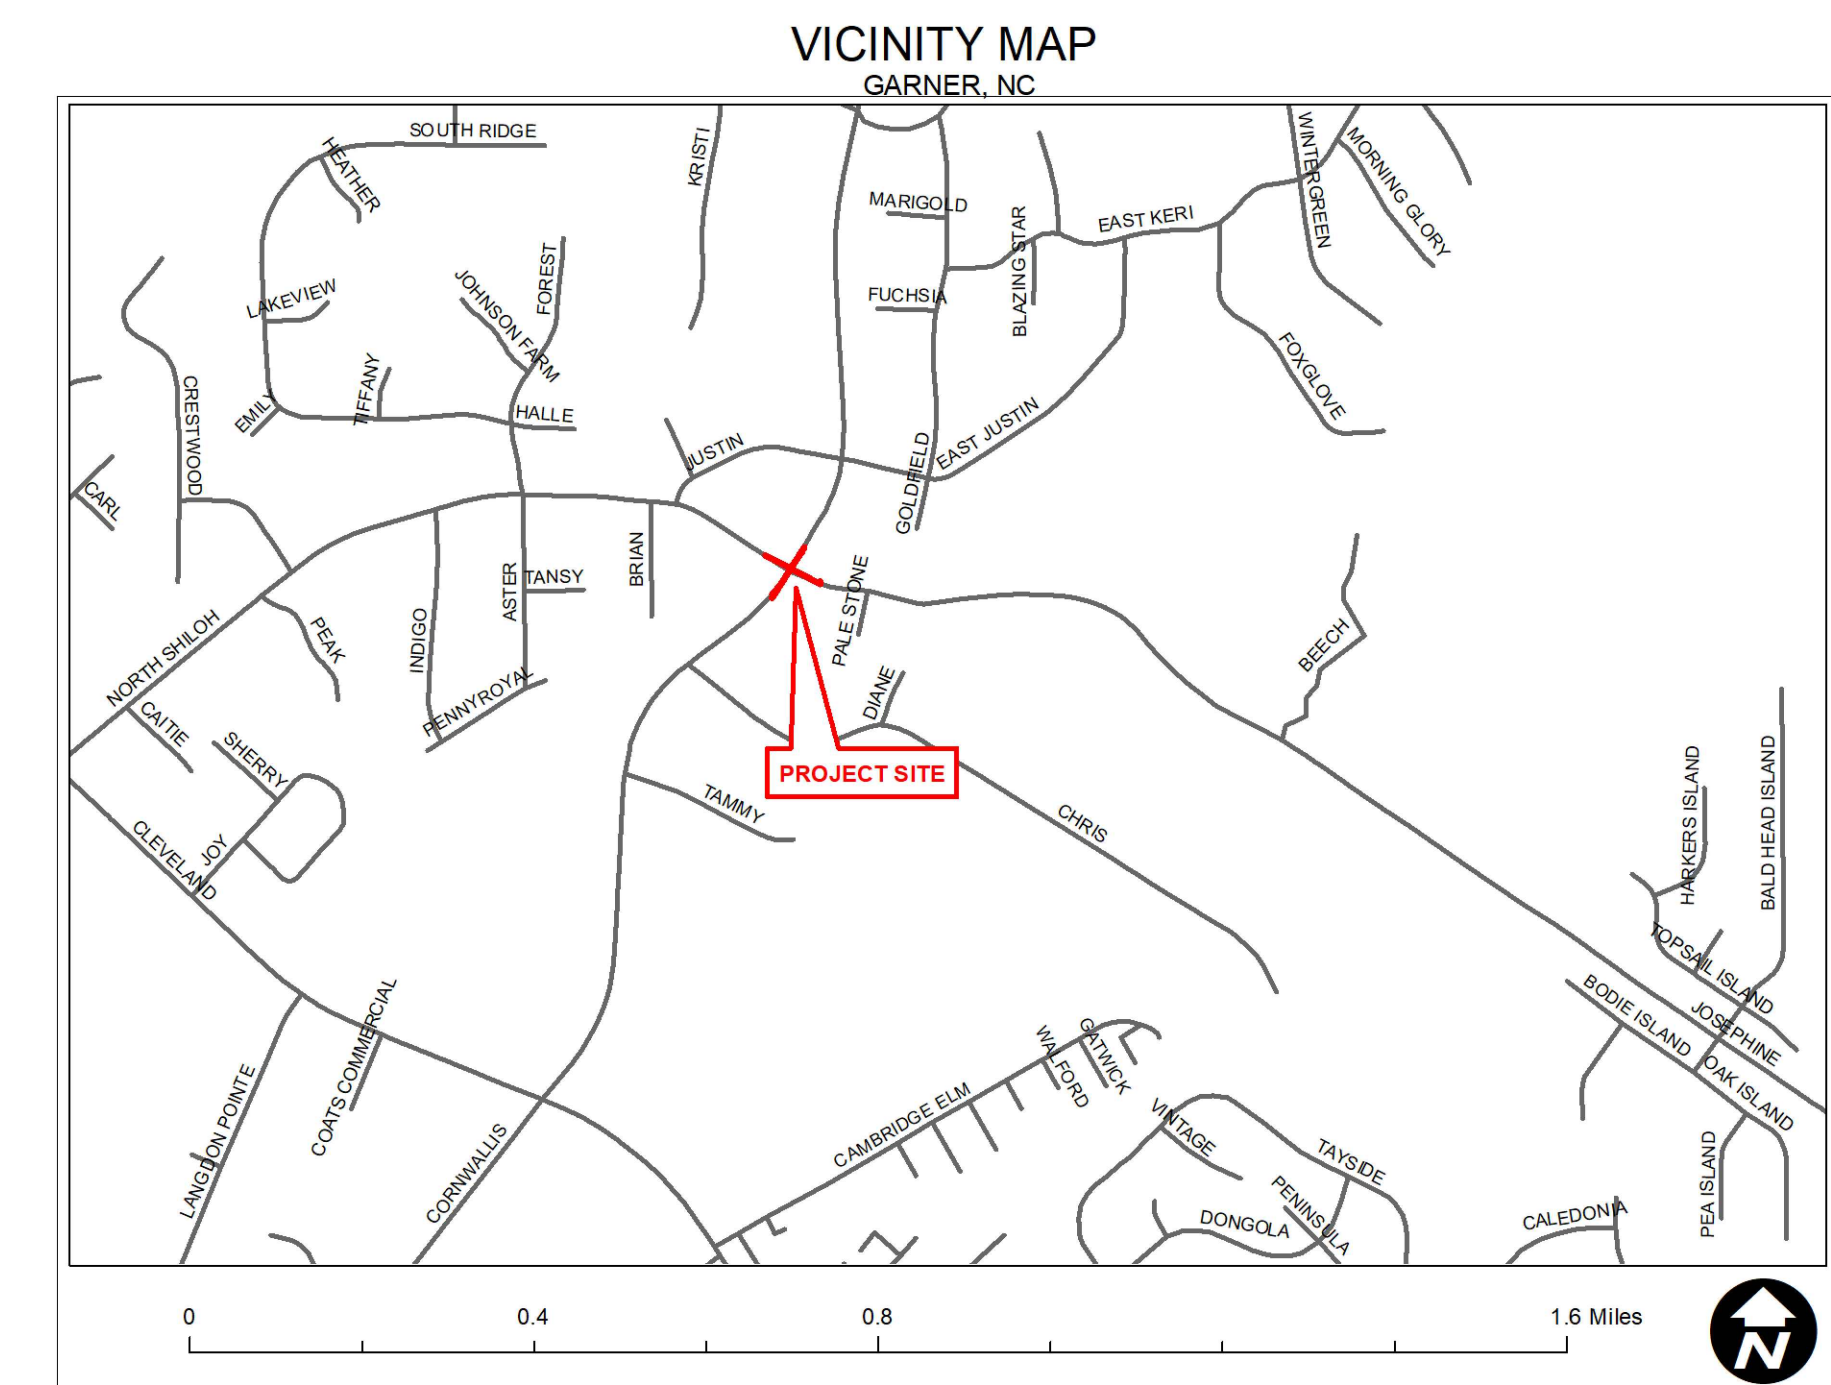 VICINITY MAP
GARNER, NC
SOUTH RIDGE
HEATHER
KRISTI
WINTERGREEN
MORNING GLORY
MARIGOLD
BLAZING STAR
EAST KERI
FOREST
JOHNSON FARM
LAKEVIEW
FUCHSIA
FOXGLOVE
TIFFANY
CRESTWOOD
EMILY
HALLE
JUSTIN
GOLDFIELD
EAST JUSTIN
CARL
BRIAN
ASTER
TANSY
PALE STONE
INDIGO
PEAK
NORTH SHILOH
BEECH
PENNYROYAL
DIANE
CAITIE
SHERRY
PROJECT SITE
TAMMY
CHRIS
JOY
CLEVELAND
HARKERS ISLAND
BALD HEAD ISLAND
TOPSAIL ISLAND
BODIE ISLAND
JOSEPHINE
OAK ISLAND
COATS COMMERCIAL
LANGDON POINTE
WALFORD
GATWICK
CAMBRIDGE ELM
VINTAGE
CORNWALLIS
TAYSIDE
PENINSULA
DONGOLA
CALEDONIA
PEA ISLAND
0 0.4 0.8 1.6 Miles
N